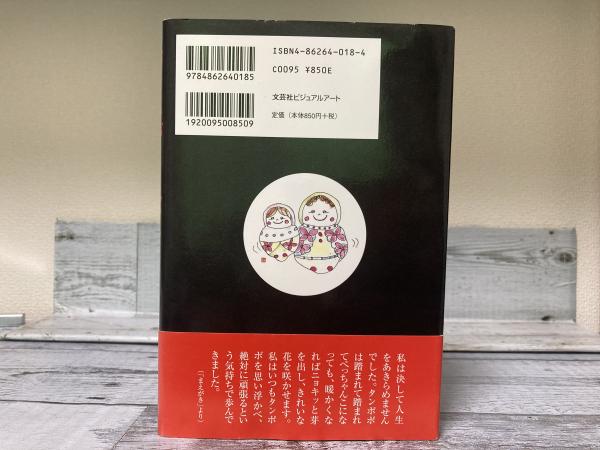 ISBN4-86264-018-4
C0095 ¥850E
9784862640185
文芸社ビジュアルアート
定価(本体850円+税)
1920095008509
私は決して人生
をあきらめません
でした。タンポポ
は踏まれて踏まれ
てぺっちゃんこにな
っても、暖かくな
ればニョキッと芽
を出し、きれいな
花を咲かせます。
私はいつもタンポ
ポを思い浮かべ、
絶対に頑張るとい
う気持ちで歩んで
きました。
(「まえがき」より)